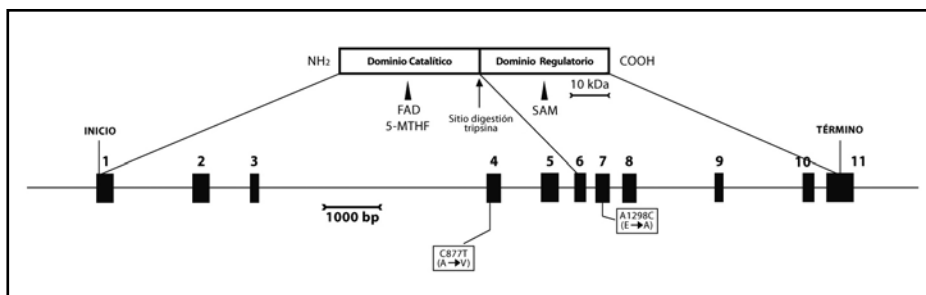 NH₂ Dominio Catalítico Dominio Regulatorio COOH
10 kDa
FAD
5-MTHF
Sitio digestión
tripsina
SAM
INICIO
TÉRMINO
1 2 3 4 5 6 7 8 9 10 11
1000 bp
A1298C
(E→A)
C877T
(A→V)